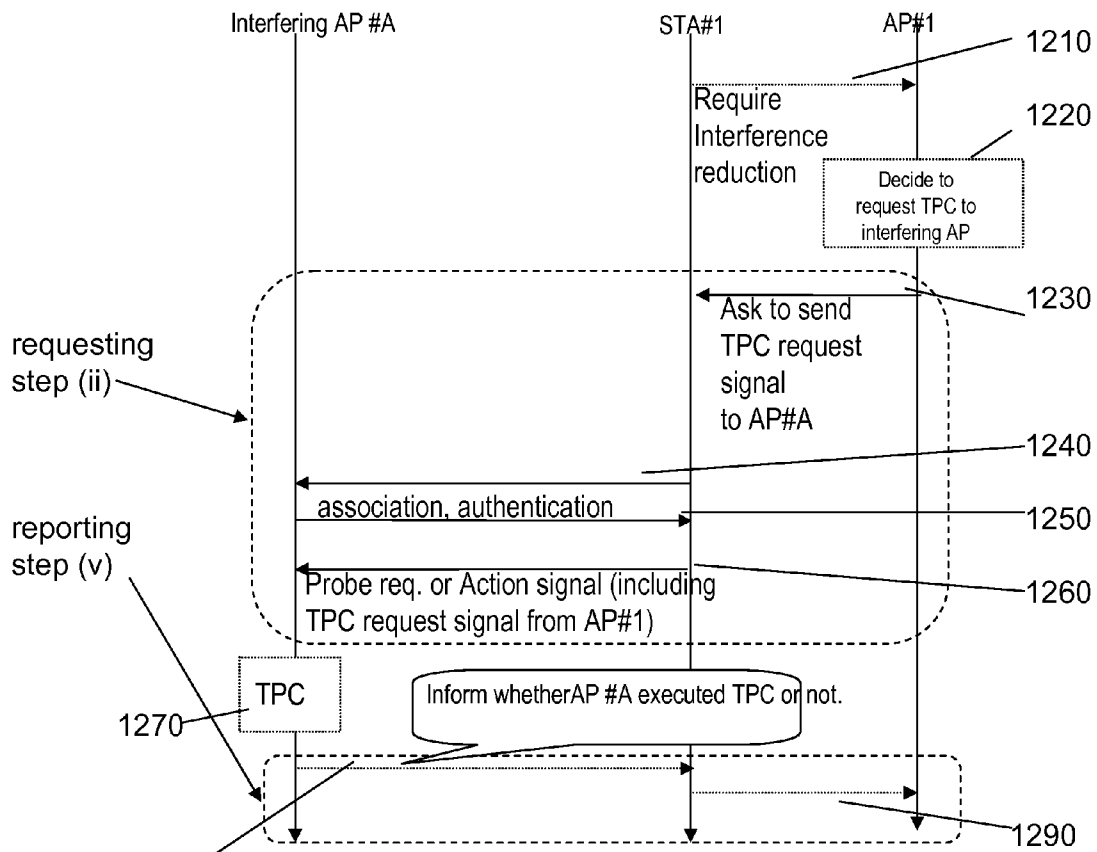 Interfering AP #A
STA#1
AP#1
1210
Require
Interference
reduction
1220
Decide to
request TPC to
interfering AP
1230
Ask to send
TPC request
signal
to AP#A
requesting
step (ii)
1240
association, authentication
1250
reporting
step (v)
1260
Probe req. or Action signal (including
TPC request signal from AP#1)
TPC
Inform whetherAP #A executed TPC or not.
1270
1290